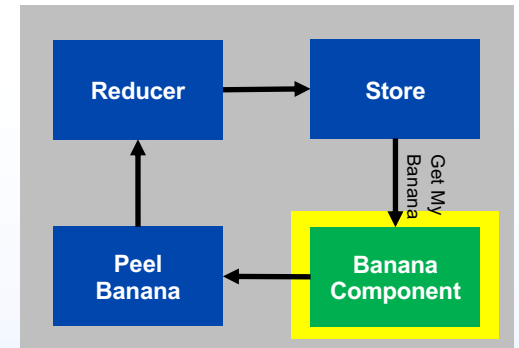 Reducer
Store
Get My
Banana
Peel
Banana
Banana
Component